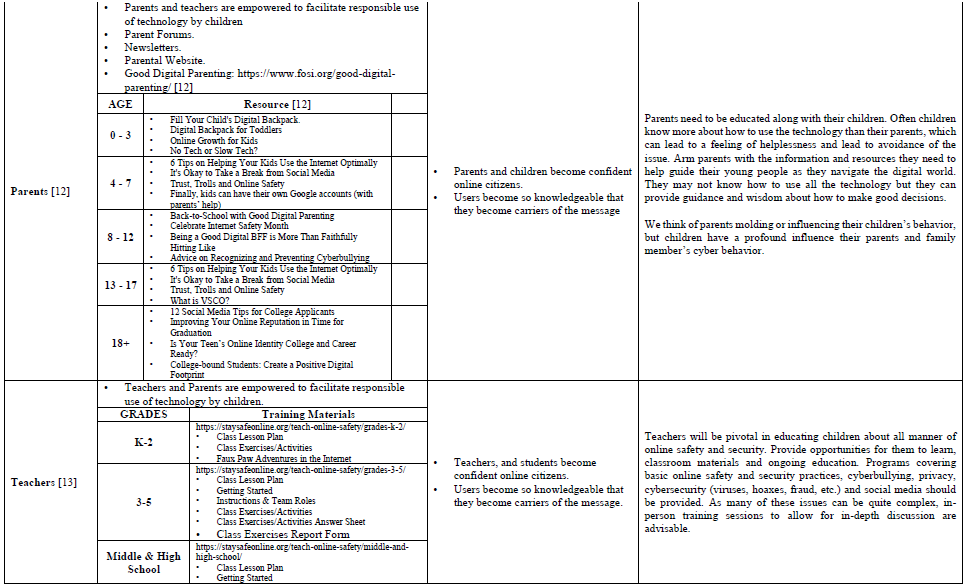 • Parents and teachers are empowered to facilitate responsible use
of technology by children
• Parent Forums.
• Newsletters.
• Parental Website.
• Good Digital Parenting: https://www.fosi.org/good-digital-
parenting/ [12]
AGE Resource [12]
0 - 3
• Fill Your Child's Digital Backpack.
• Digital Backpack for Toddlers
• Online Growth for Kids
• No Tech or Slow Tech?
4 - 7
• 6 Tips on Helping Your Kids Use the Internet Optimally
• It's Okay to Take a Break from Social Media
• Trust, Trolls and Online Safety
• Finally, kids can have their own Google accounts (with
parents' help)
8 - 12
• Back-to-School with Good Digital Parenting
• Celebrate Internet Safety Month
• Being a Good Digital BFF is More Than Faithfully
Hitting Like
• Advice on Recognizing and Preventing Cyberbullying
13 - 17
• 6 Tips on Helping Your Kids Use the Internet Optimally
• It's Okay to Take a Break from Social Media
• Trust, Trolls and Online Safety
• What is VSCO?
18+
• 12 Social Media Tips for College Applicants
• Improving Your Online Reputation in Time for
Graduation
• Is Your Teen's Online Identity College and Career
Ready?
• College-bound Students: Create a Positive Digital
Footprint
Parents [12]
• Parents and children become confident
online citizens.
• Users become so knowledgeable that
they become carriers of the message
Parents need to be educated along with their children. Often children
know more about how to use the technology than their parents, which
can lead to a feeling of helplessness and lead to avoidance of the
issue. Arm parents with the information and resources they need to
help guide their young people as they navigate the digital world.
They may not know how to use all the technology but they can
provide guidance and wisdom about how to make good decisions.
We think of parents molding or influencing their children's behavior,
but children have a profound influence their parents and family
member's cyber behavior.
• Teachers and Parents are empowered to facilitate responsible
use of technology by children.
GRADES Training Materials
K-2
https://staysafeonline.org/teach-online-safety/grades-k-2/
• Class Lesson Plan
• Class Exercises/Activities
• Faux Paw Adventures in the Internet
3-5
https://staysafeonline.org/teach-online-safety/grades-3-5/
• Class Lesson Plan
• Getting Started
• Instructions & Team Roles
• Class Exercises/Activities
• Class Exercises/Activities Answer Sheet
• Class Exercises Report Form
Middle & High
School
https://staysafeonline.org/teach-online-safety/middle-and-
high-school/
• Class Lesson Plan
• Getting Started
Teachers [13]
• Teachers, and students become
confident online citizens.
• Users become so knowledgeable that
they become carriers of the message.
Teachers will be pivotal in educating children about all manner of
online safety and security. Provide opportunities for them to learn,
classroom materials and ongoing education. Programs covering
basic online safety and security practices, cyberbullying, privacy,
cybersecurity (viruses, hoaxes, fraud, etc.) and social media should
be provided. As many of these issues can be quite complex, in-
person training sessions to allow for in-depth discussion are
advisable.